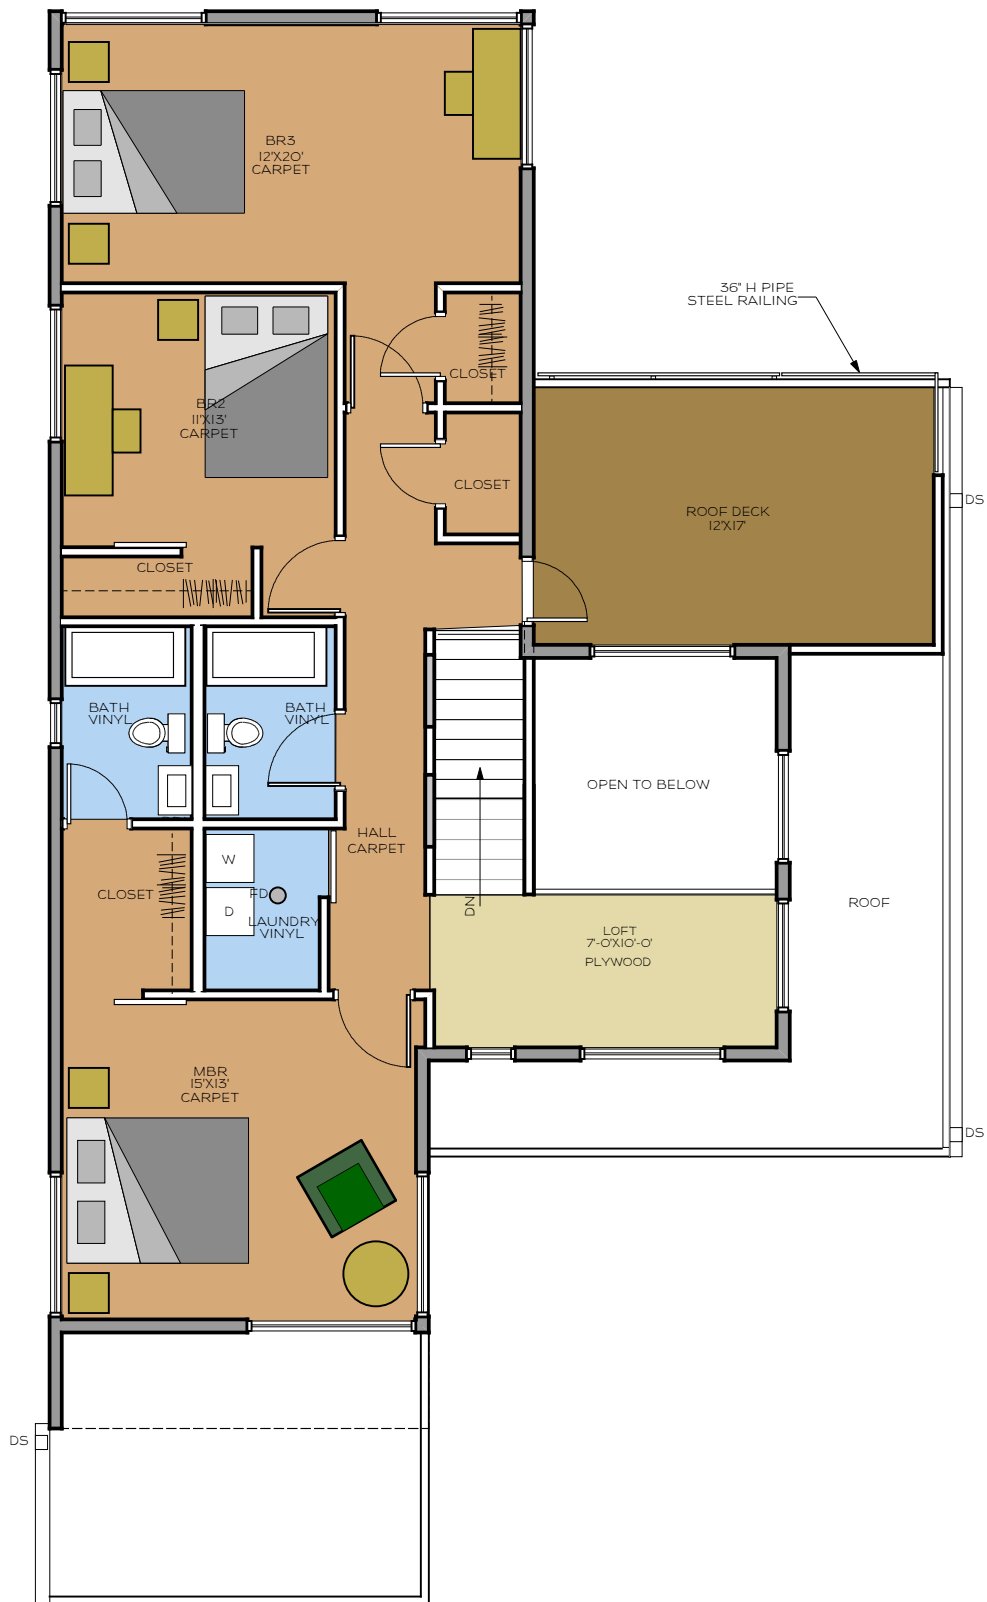 BR3
12'X20'
CARPET
36" H PIPE
STEEL RAILING
CLOSET
BR2
11'X13'
CARPET
CLOSET
DS
ROOF DECK
12'X17'
CLOSET
BATH
VINYL
BATH
VINYL
OPEN TO BELOW
HALL
CARPET
W
CLOSET
FD
D
LAUNDRY
VINYL
DN
ROOF
LOFT
7'-0"X10'-0"
PLYWOOD
MBR
15'X13'
CARPET
DS
DS